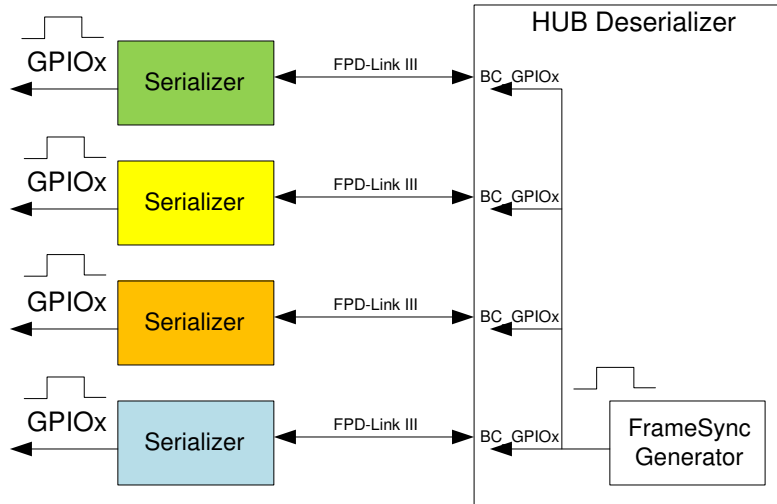 HUB Deserializer
GPIOx
Serializer
FPD-Link III
BC_GPIOx
GPIOx
Serializer
FPD-Link III
BC_GPIOx
GPIOx
Serializer
FPD-Link III
BC_GPIOx
GPIOx
Serializer
FPD-Link III
BC_GPIOx
FrameSync
Generator